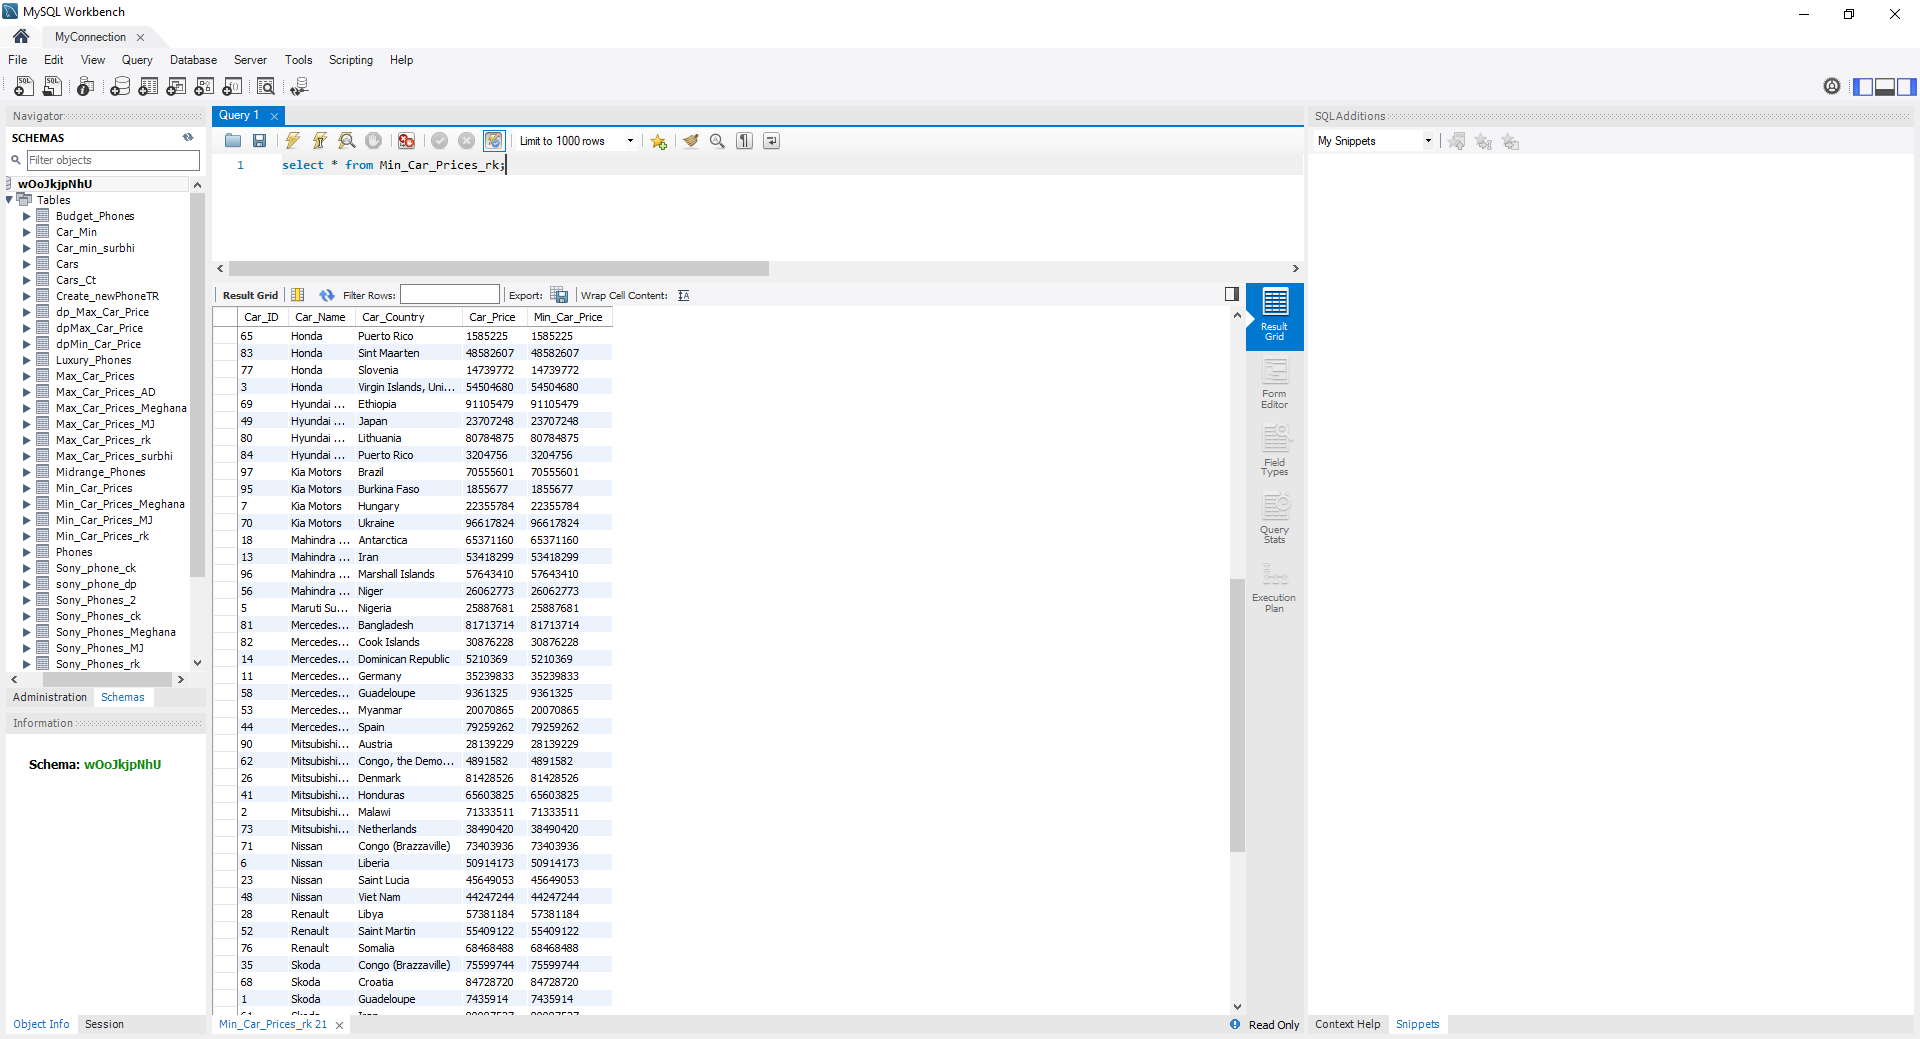 MySQL Workbench
MyConnection
File Edit View Query Database Server Tools Scripting Help
Navigator
SCHEMAS
Filter objects
wOoJkjpNhU
Tables
Budget_Phones
Car_Min
Car_min_surbhi
Cars
Cars_Ct
Create_newPhoneTR
dp_Max_Car_Price
dpMax_Car_Price
dpMin_Car_Price
Luxury_Phones
Max_Car_Prices
Max_Car_Prices_AD
Max_Car_Prices_Meghana
Max_Car_Prices_MJ
Max_Car_Prices_rk
Max_Car_Prices_surbhi
Midrange_Phones
Min_Car_Prices
Min_Car_Prices_Meghana
Min_Car_Prices_MJ
Min_Car_Prices_rk
Phones
Sony_phone_ck
sony_phone_dp
Sony_Phones_2
Sony_Phones_ck
Sony_Phones_Meghana
Sony_Phones_MJ
Sony_Phones_rk
Administration Schemas
Information
Schema: wOoJkjpNhU
Object Info Session
Query 1
Limit to 1000 rows
1 select * from Min_Car_Prices_rk;
Result Grid Filter Rows: Export: Wrap Cell Content:
Car_ID Car_Name Car_Country Car_Price Min_Car_Price
65 Honda Puerto Rico 1585225 1585225
83 Honda Sint Maarten 48582607 48582607
77 Honda Slovenia 14739772 14739772
3 Honda Virgin Islands, Uni... 54504680 54504680
69 Hyundai ... Ethiopia 91105479 91105479
49 Hyundai ... Japan 23707248 23707248
80 Hyundai ... Lithuania 80784875 80784875
84 Hyundai ... Puerto Rico 3204756 3204756
97 Kia Motors Brazil 70555601 70555601
95 Kia Motors Burkina Faso 1855677 1855677
7 Kia Motors Hungary 22355784 22355784
70 Kia Motors Ukraine 96617824 96617824
18 Mahindra ... Antarctica 65371160 65371160
13 Mahindra ... Iran 53418299 53418299
96 Mahindra ... Marshall Islands 57643410 57643410
56 Mahindra ... Niger 26062773 26062773
5 Maruti Su... Nigeria 25887681 25887681
81 Mercedes... Bangladesh 81713714 81713714
82 Mercedes... Cook Islands 30876228 30876228
14 Mercedes... Dominican Republic 5210369 5210369
11 Mercedes... Germany 35239833 35239833
58 Mercedes... Guadeloupe 9361325 9361325
53 Mercedes... Myanmar 20070865 20070865
44 Mercedes... Spain 79259262 79259262
90 Mitsubishi... Austria 28139229 28139229
62 Mitsubishi... Congo, the Demo... 4891582 4891582
26 Mitsubishi... Denmark 81428526 81428526
41 Mitsubishi... Honduras 65603825 65603825
2 Mitsubishi... Malawi 71333511 71333511
73 Mitsubishi... Netherlands 38490420 38490420
71 Nissan Congo (Brazzaville) 73403936 73403936
6 Nissan Liberia 50914173 50914173
23 Nissan Saint Lucia 45649053 45649053
48 Nissan Viet Nam 44247244 44247244
28 Renault Libya 57381184 57381184
52 Renault Saint Martin 55409122 55409122
76 Renault Somalia 68468488 68468488
35 Skoda Congo (Brazzaville) 75599744 75599744
68 Skoda Croatia 84728720 84728720
1 Skoda Guadeloupe 7435914 7435914
Min_Car_Prices_rk 21
Read Only
Result Grid
Form Editor
Field Types
Query Stats
Execution Plan
SQLAdditions
My Snippets
Context Help Snippets